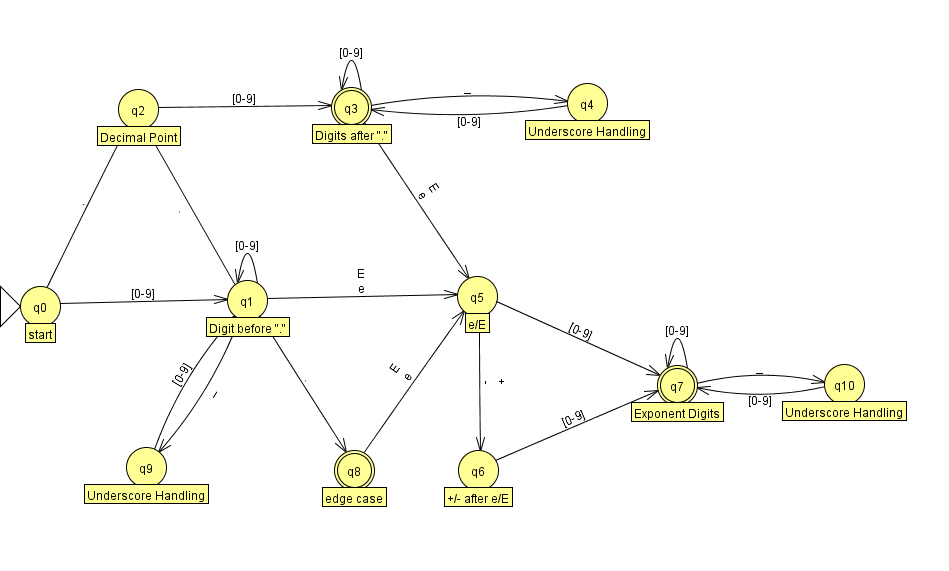 [0-9]
q2
[0-9]
q3
_
q4
Decimal Point
Digits after "."
[0-9]
Underscore Handling
E
e
.
.
[0-9]
E
e
q0
[0-9]
q1
q5
start
Digit before "."
e/E
[0-9]
[0-9]
[0-9]
_
.
E
e
-
+
q7
_
q10
[0-9]
Exponent Digits
Underscore Handling
[0-9]
q9
q8
q6
Underscore Handling
edge case
+/- after e/E